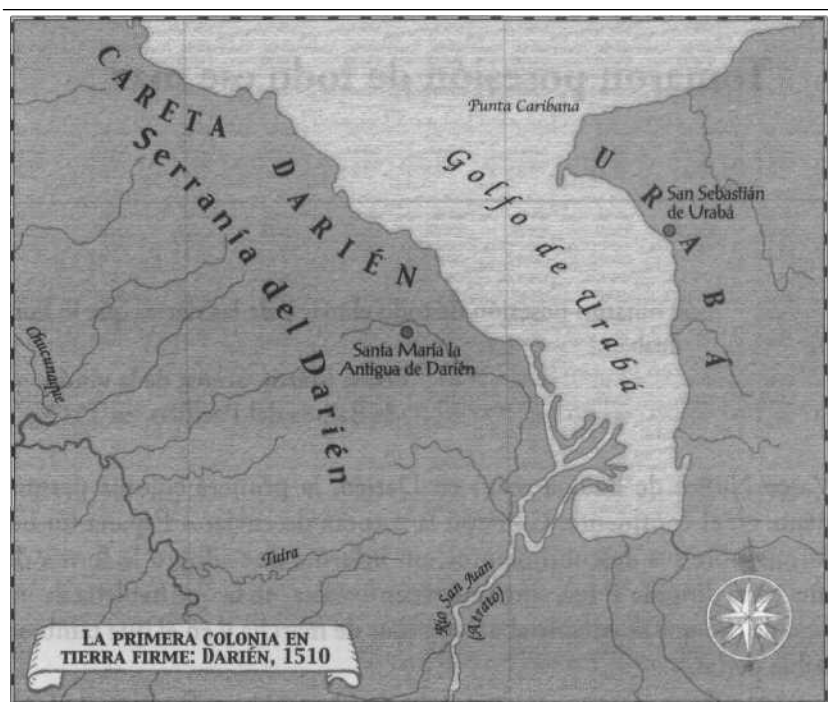 CARETA
DARIÉN
Serranía del Darién
Punta Caribana
Golfo de Urabá
URABÁ
San Sebastián
de Urabá
Santa María la
Antigua de Darién
Chucunaque
Tuira
Río San Juan
(Atrato)
LA PRIMERA COLONIA EN
TIERRA FIRME: DARIÉN, 1510